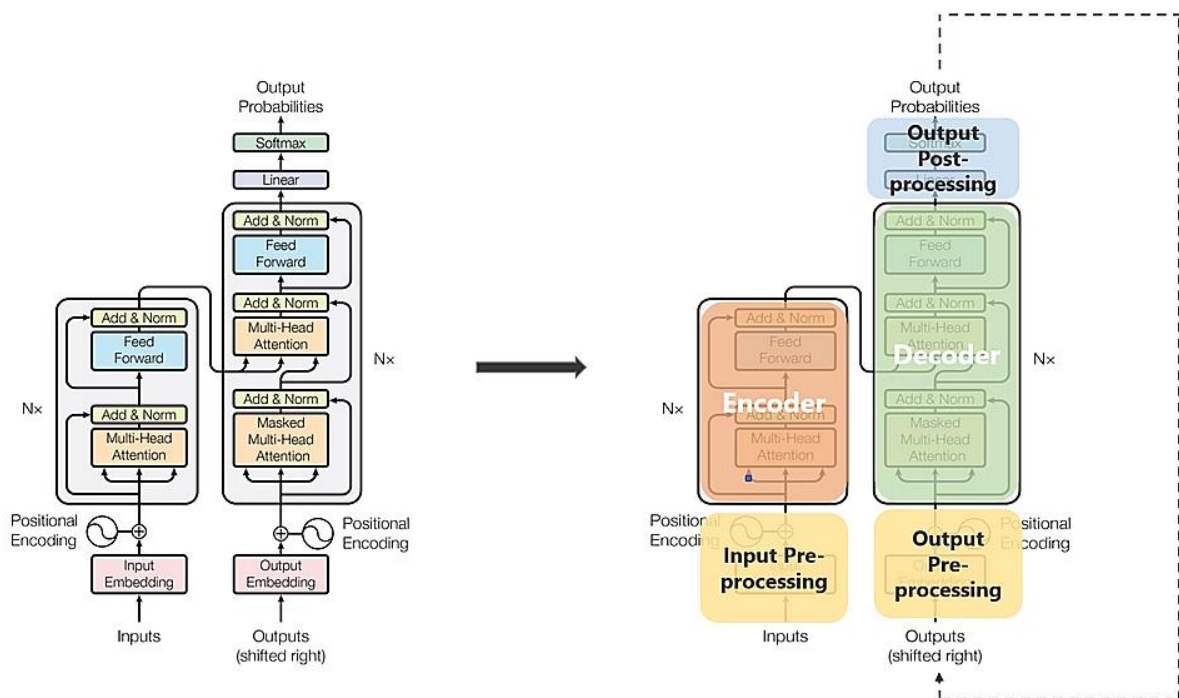 Output
Probabilities
Softmax
Linear
Add & Norm
Feed
Forward
Add & Norm
Multi-Head
Attention
Add & Norm
Masked
Multi-Head
Attention
Nx
Add & Norm
Feed
Forward
Add & Norm
Multi-Head
Attention
Nx
Positional
Encoding
Positional
Encoding
Input
Embedding
Output
Embedding
Inputs
Outputs
(shifted right)
Output
Probabilities
Output
Softmax
Post-
Linear
processing
Add & Norm
Feed
Forward
Add & Norm
Multi-Head
Attention
Decoder
Nx
Add & Norm
Masked
Multi-Head
Attention
Add & Norm
Feed
Forward
Encoder
Nx
Add & Norm
Multi-Head
Attention
Positional
Encoding
Positional
Encoding
Input Pre-
processing
Output
Pre-
processing
Inputs
Outputs
(shifted right)